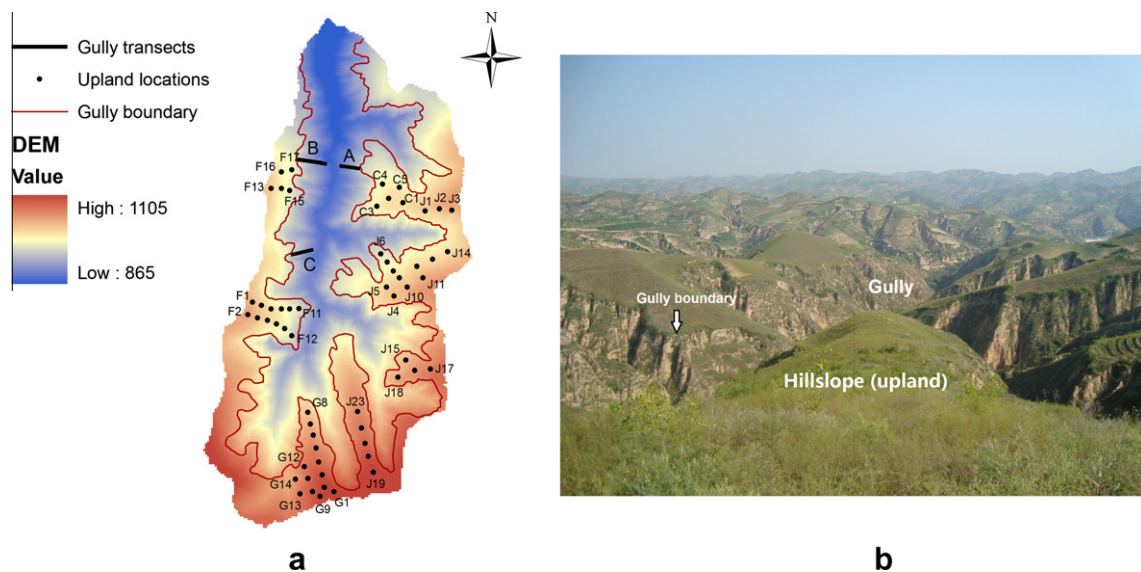 Gully transects
Upland locations
Gully boundary
DEM
Value
High : 1105
Low : 865
N
B
A
F17
F16
F13
F15
C4
C5
C3
C1
J1
J2
J3
C
J6
J14
J5
J11
J10
J4
F1
F2
F11
F12
J15
J17
J18
G8
J23
G12
G14
G13
G9
G1
J19
Gully
Gully boundary
Hillslope (upland)
a
b